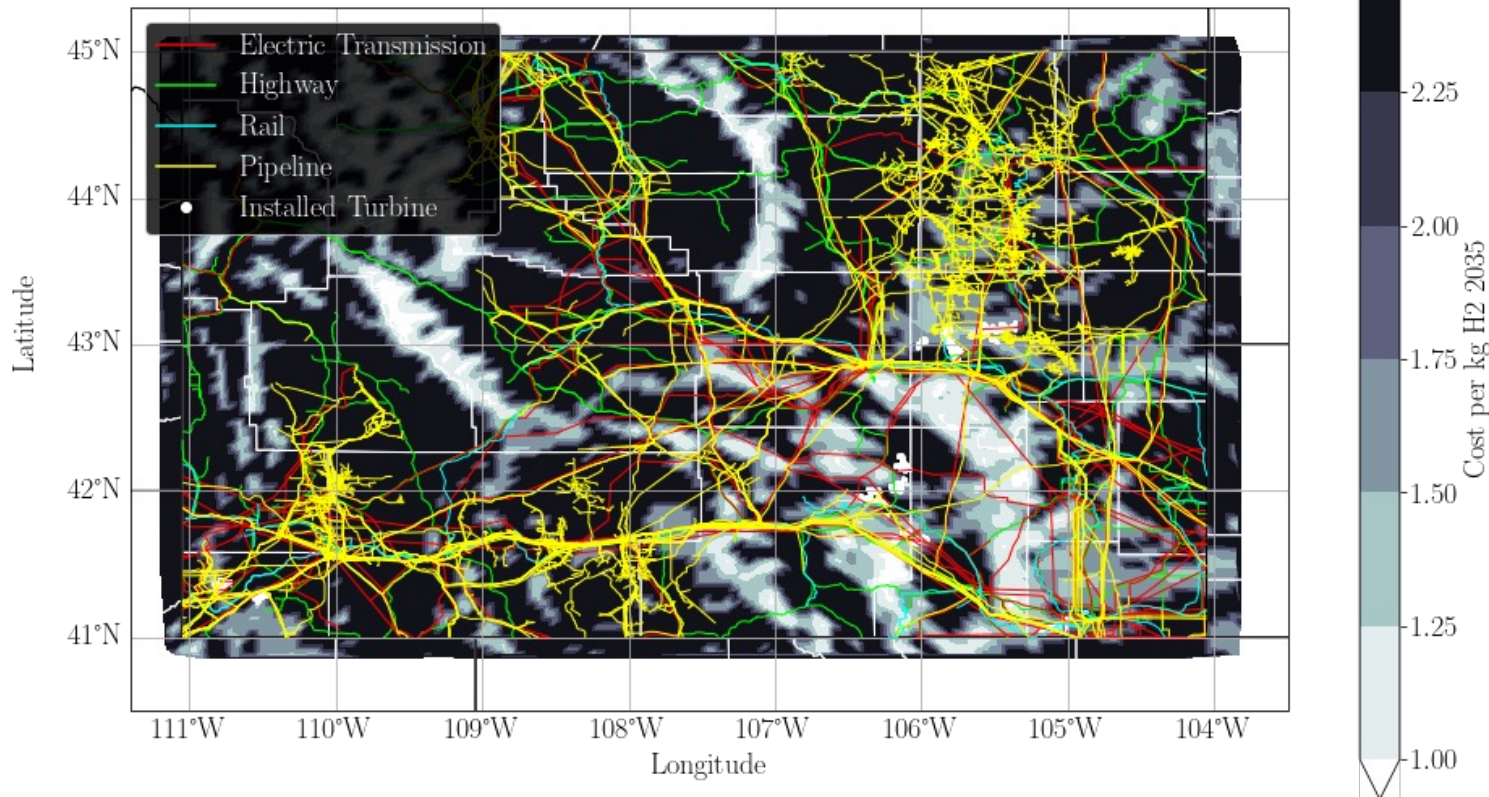 Electric Transmission
Highway
Rail
Pipeline
Installed Turbine
45°N
44°N
43°N
42°N
41°N
Latitude
111°W
110°W
109°W
108°W
107°W
106°W
105°W
104°W
Longitude
2.25
2.00
1.75
1.50
1.25
1.00
Cost per kg H2 2035